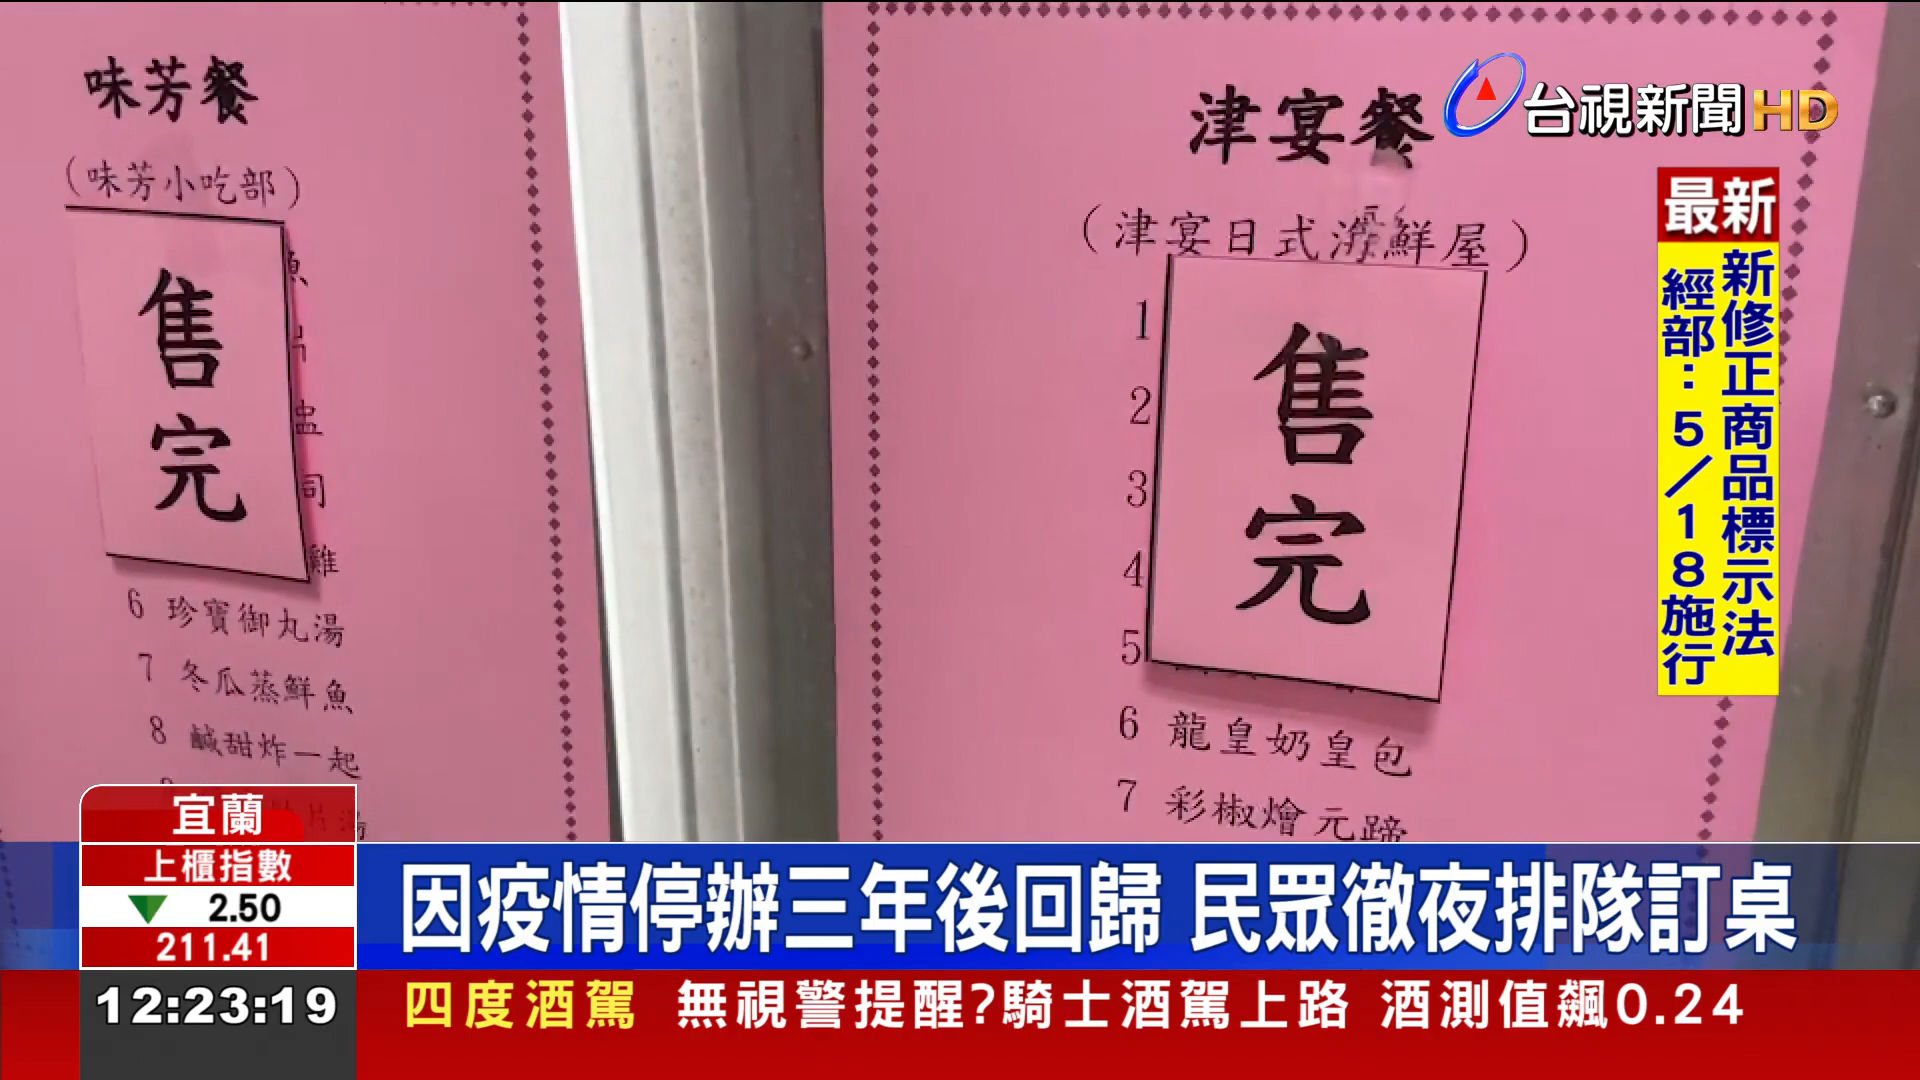 味芳餐
(味芳小吃部)
售完
司
雞
6 珍寶御丸湯
7 冬瓜蒸鮮魚
8 鹹甜炸一起
津宴餐
(津宴日式海鮮屋)
1
2
3
4
5
售完
6 龍皇奶皇包
7 彩椒燴元蹄
台視新聞HD
最新
新修正商品標示法
經部：5／18施行
宜蘭
上櫃指數
2.50
211.41
12:23:19
因疫情停辦三年後回歸 民眾徹夜排隊訂桌
四度酒駕 無視警提醒?騎士酒駕上路 酒測值飆0.24